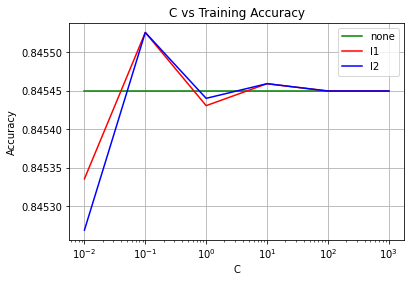 C vs Training Accuracy
none
l1
l2
Accuracy
0.84550
0.84545
0.84540
0.84535
0.84530
10⁻² 10⁻¹ 10⁰ 10¹ 10² 10³
C